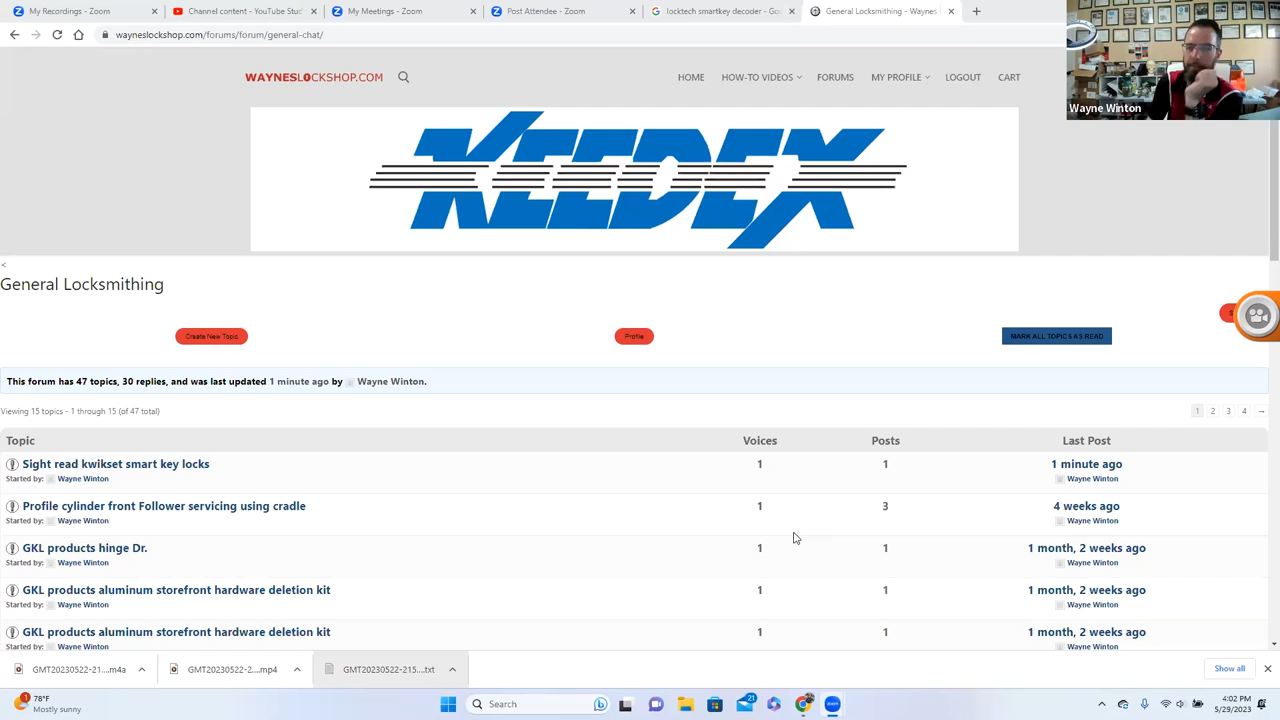 My Recordings - Zoom
Channel content - YouTube Stud
My Meetings - Zoom
Post Attendee - Zoom
locktech smartkey decoder - Goo
General Locksmithing - Waynes L
wayneslockshop.com/forums/forum/general-chat/
Wayne Winton
WAYNESLOCKSHOP.COM
HOME HOW-TO VIDEOS FORUMS MY PROFILE LOGOUT CART
KEEDEX
<
General Locksmithing
Create New Topic Profile MARK ALL TOPICS AS READ
This forum has 47 topics, 30 replies, and was last updated 1 minute ago by Wayne Winton.
Viewing 15 topics - 1 through 15 (of 47 total) 1 2 3 4 →
Topic Voices Posts Last Post
Sight read kwikset smart key locks 1 1 1 minute ago
Started by: Wayne Winton Wayne Winton
Profile cylinder front Follower servicing using cradle 1 3 4 weeks ago
Started by: Wayne Winton Wayne Winton
GKL products hinge Dr. 1 1 1 month, 2 weeks ago
Started by: Wayne Winton Wayne Winton
GKL products aluminum storefront hardware deletion kit 1 1 1 month, 2 weeks ago
Started by: Wayne Winton Wayne Winton
GKL products aluminum storefront hardware deletion kit 1 1 1 month, 2 weeks ago
Started by: Wayne Winton Wayne Winton
GMT20230522-21....m4a GMT20230522-2....mp4 GMT20230522-215....txt Show all
78°F
Mostly sunny
Search
21
4:02 PM
5/29/2023